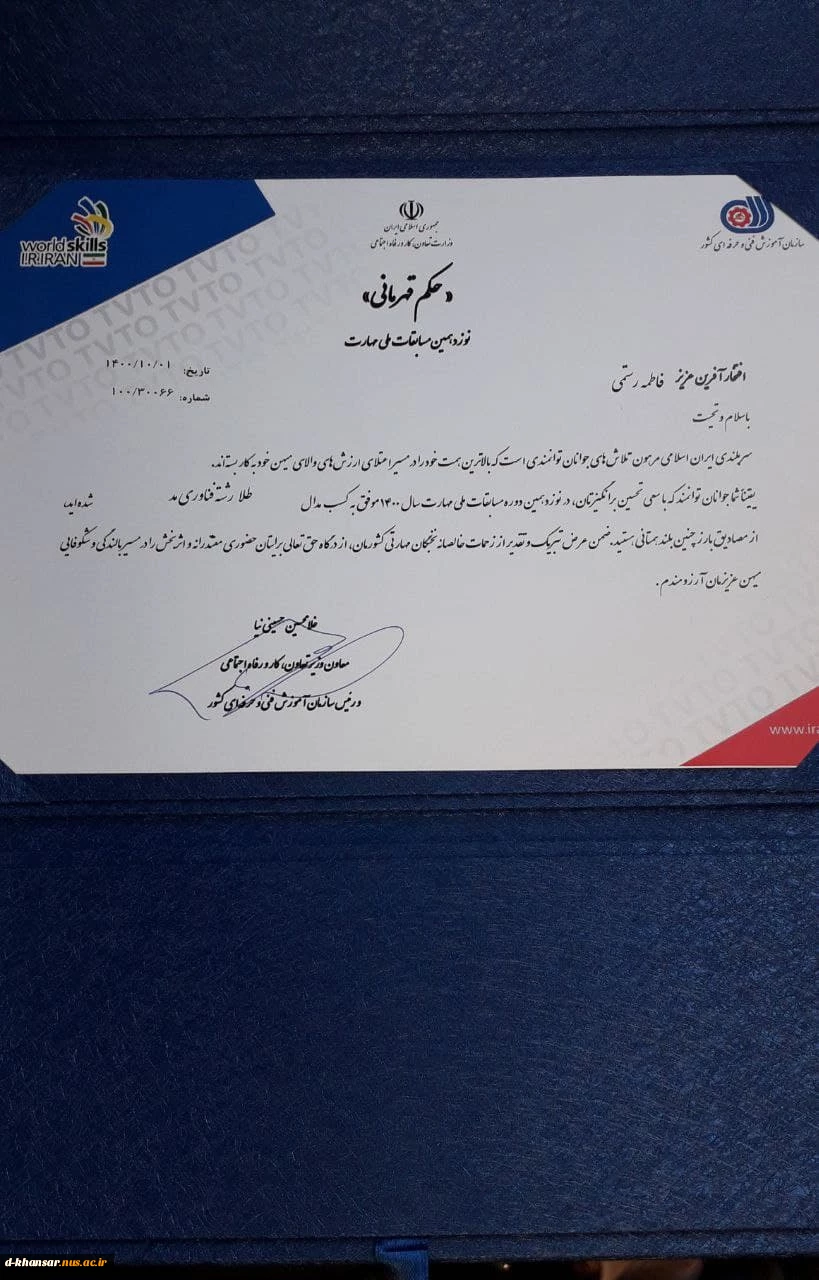 world skills
I.R.IRAN
جمهوری اسلامی ایران
وزارت تعاون، کار و رفاه اجتماعی
سازمان آموزش فنی و حرفه ای کشور
«حکم قهرمانی»
نوزدهمین مسابقات ملی مهارت
تاریخ: ۱۴۰۰/۱۰/۰۱
شماره: ۱۰۰/۳۰۰۶۶
افتخار آفرین عزیز فاطمه رستمی
با سلام و تحیت
سربلندی ایران اسلامی مرهون تلاش های جوانان توانمندی است که بالاترین همت خود را در مسیر اعتلای ارزش های والای میهن خود به کار بسته‌اند.
یقینا شما جوانان توانمند که با سعی تحسین برانگیزتان، در نوزدهمین دوره مسابقات ملی مهارت سال ۱۴۰۰ موفق به کسب مدال طلا رشته فناوری مد شده‌اید،
از مصادیق بارز چنین بلند همتانی هستید. ضمن عرض تبریک و تقدیر از زحمات خالصانه نخبگان مهارتی کشورمان، از درگاه حق تعالی برایتان حضوری مقتدرانه و اثربخش را در مسیر بالندگی و شکوفایی
میهن عزیزمان آرزومندم.
غلامحسین حسینی نیا
معاون وزیر تعاون، کار و رفاه اجتماعی
و رئیس سازمان آموزش فنی و حرفه‌ای کشور
TVTO TVTO TVTO
www.ira
d-khansar.nus.ac.ir